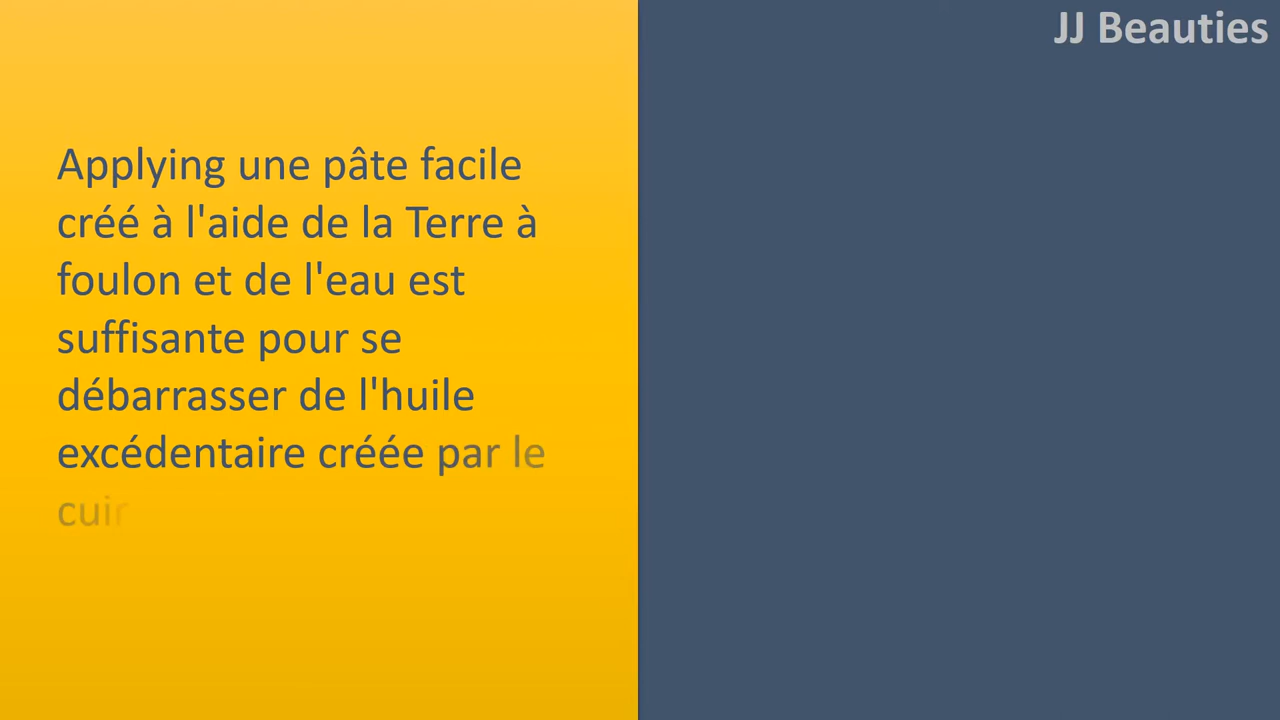 JJ Beauties
Applying une pâte facile
créé à l'aide de la Terre à
foulon et de l'eau est
suffisante pour se
débarrasser de l'huile
excédentaire créée par le
cuir